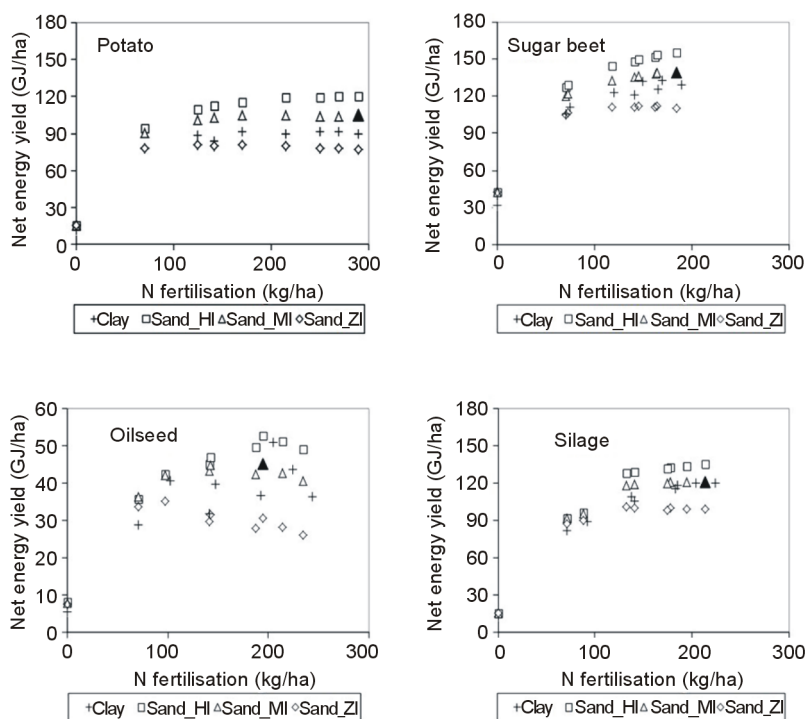 Potato
Net energy yield (GJ/ha)
180
150
120
90
60
30
0
0 100 200 300
N fertilisation (kg/ha)
+Clay □Sand_HI △Sand_MI ◇Sand_ZI
Sugar beet
Net energy yield (GJ/ha)
180
150
120
90
60
30
0
0 100 200 300
N fertilisation (kg/ha)
+Clay □Sand_HI △Sand_MI ◇Sand_ZI
Oilseed
Net energy yield (GJ/ha)
60
50
40
30
20
10
0
0 100 200 300
N fertilisation (kg/ha)
+Clay □Sand_HI △Sand_MI ◇Sand_ZI
Silage
Net energy yield (GJ/ha)
180
150
120
90
60
30
0
0 100 200 300
N fertilisation (kg/ha)
+Clay □Sand_HI △Sand_MI ◇Sand_ZI